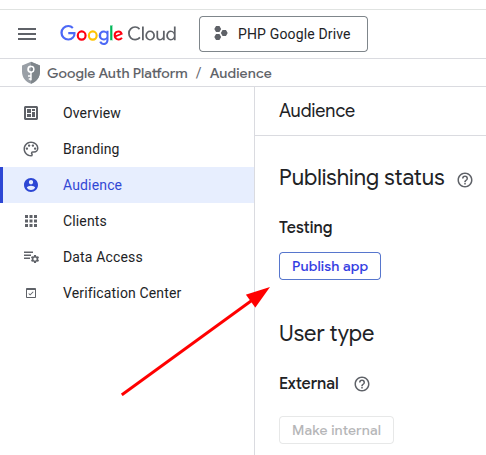 Google Cloud PHP Google Drive
Google Auth Platform / Audience
Overview
Branding
Audience
Clients
Data Access
Verification Center
Audience
Publishing status
Testing
Publish app
User type
External
Make internal